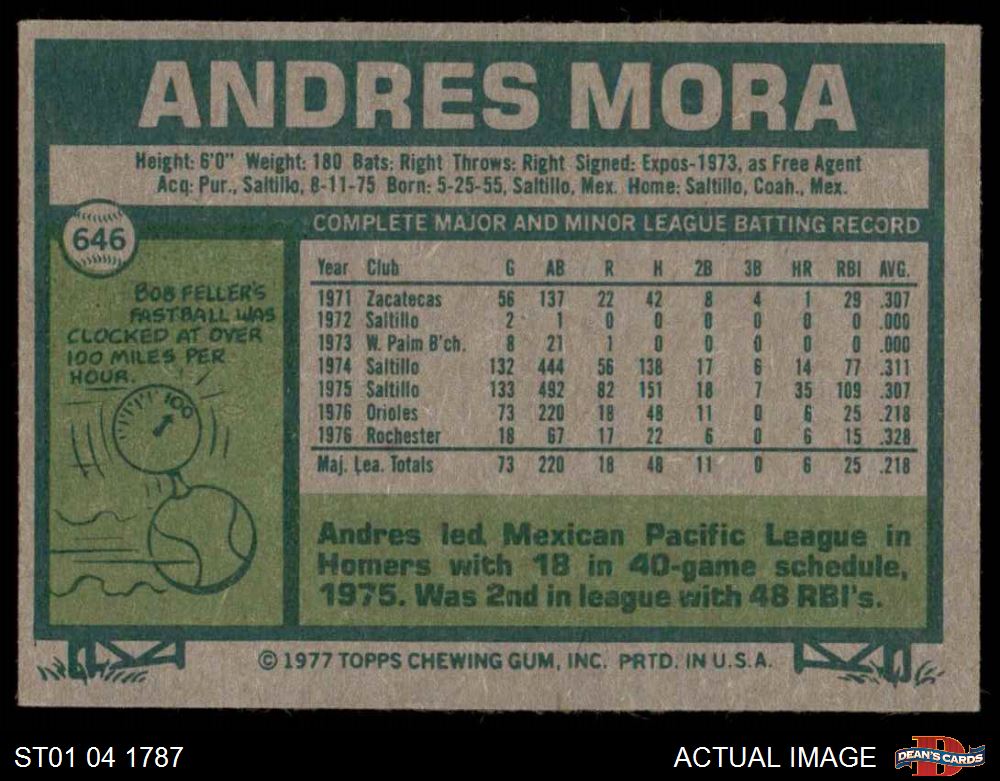 ANDRES MORA
Height: 6'0" Weight: 180 Bats: Right Throws: Right Signed: Expos-1973, as Free Agent
Acq: Pur., Saltillo, 8-11-75 Born: 5-25-55, Saltillo, Mex. Home: Saltillo, Coah., Mex.
646
BOB FELLER'S
FASTBALL WAS
CLOCKED AT OVER
100 MILES PER
HOUR.
100
COMPLETE MAJOR AND MINOR LEAGUE BATTING RECORD
Year Club G AB R H 2B 3B HR RBI AVG.
1971 Zacatecas 56 137 22 42 8 4 1 29 .307
1972 Saltillo 2 1 0 0 0 0 0 0 .000
1973 W. Palm B'ch. 8 21 1 0 0 0 0 0 .000
1974 Saltillo 132 444 56 138 17 6 14 77 .311
1975 Saltillo 133 492 82 151 18 7 35 109 .307
1976 Orioles 73 220 18 48 11 0 6 25 .218
1976 Rochester 18 67 17 22 6 0 6 15 .328
Maj. Lea. Totals 73 220 18 48 11 0 6 25 .218
Andres led Mexican Pacific League in
Homers with 18 in 40-game schedule,
1975. Was 2nd in league with 48 RBI's.
© 1977 TOPPS CHEWING GUM, INC. PRTD. IN U.S.A.
ST01 04 1787
ACTUAL IMAGE
D
DEAN'S CARDS